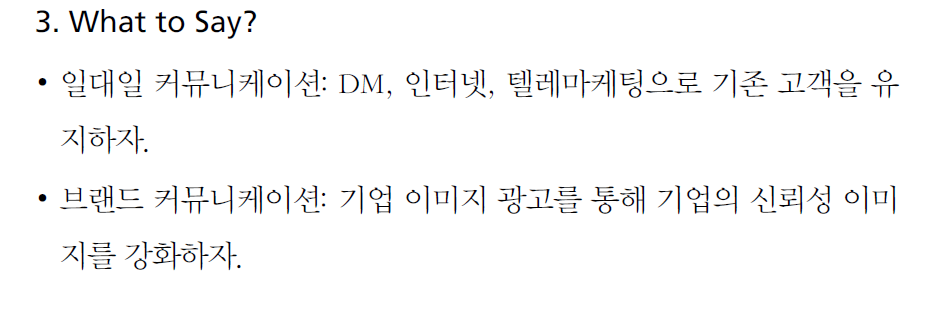 3. What to Say?
• 일대일 커뮤니케이션: DM, 인터넷, 텔레마케팅으로 기존 고객을 유
지하자.
• 브랜드 커뮤니케이션: 기업 이미지 광고를 통해 기업의 신뢰성 이미
지를 강화하자.